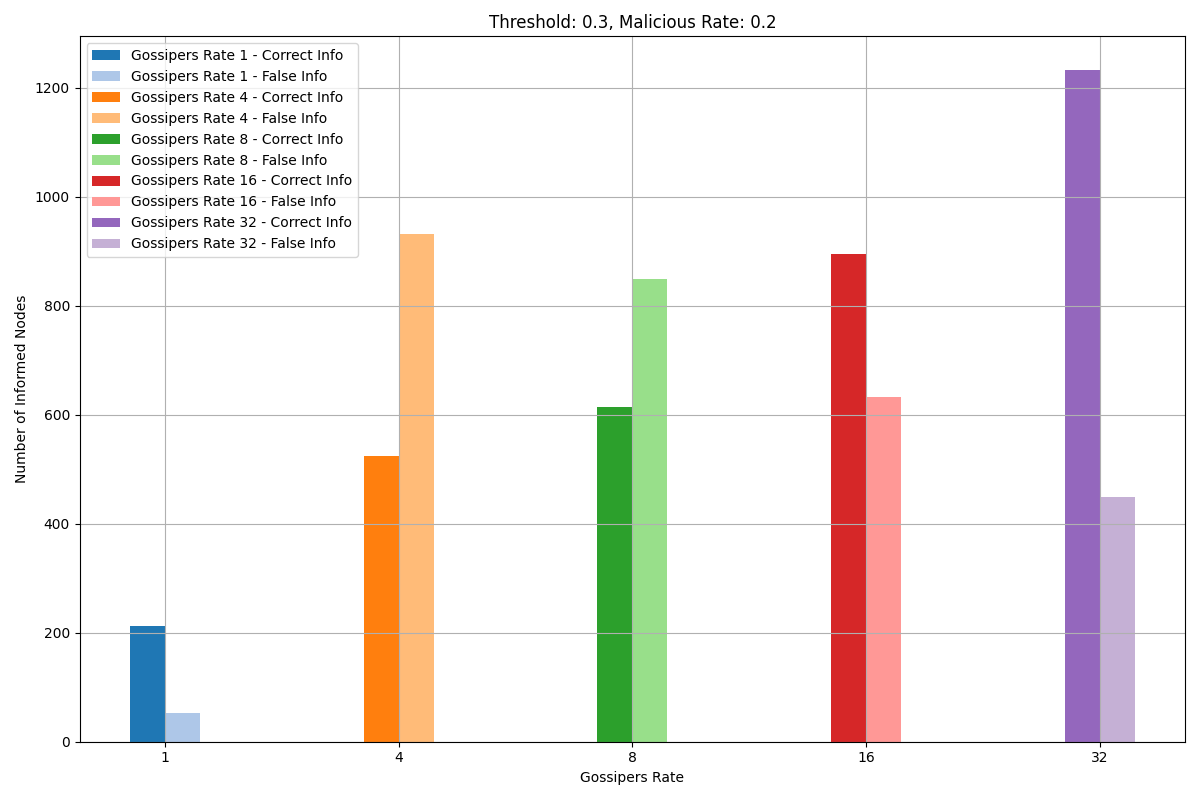 Threshold: 0.3, Malicious Rate: 0.2
Gossipers Rate 1 - Correct Info
Gossipers Rate 1 - False Info
Gossipers Rate 4 - Correct Info
Gossipers Rate 4 - False Info
Gossipers Rate 8 - Correct Info
Gossipers Rate 8 - False Info
Gossipers Rate 16 - Correct Info
Gossipers Rate 16 - False Info
Gossipers Rate 32 - Correct Info
Gossipers Rate 32 - False Info
Number of Informed Nodes
1200
1000
800
600
400
200
0
1 4 8 16 32
Gossipers Rate